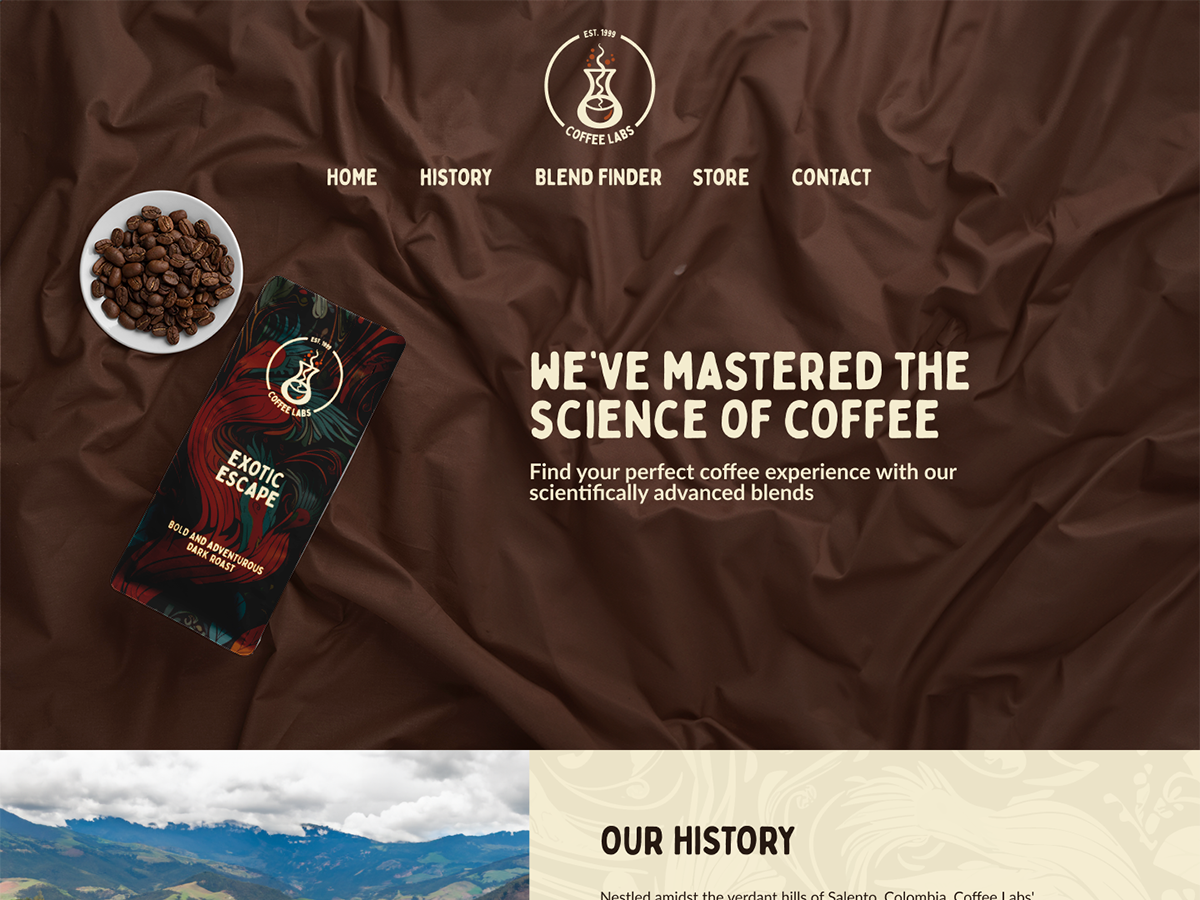 EST. 1999
COFFEE LABS
HOME HISTORY BLEND FINDER STORE CONTACT
EST. 1999
COFFEE LABS
EXOTIC
ESCAPE
BOLD AND ADVENTUROUS
DARK ROAST
WE'VE MASTERED THE
SCIENCE OF COFFEE
Find your perfect coffee experience with our
scientifically advanced blends
OUR HISTORY
Nestled amidst the verdant hills of Salento, Colombia, Coffee Labs'